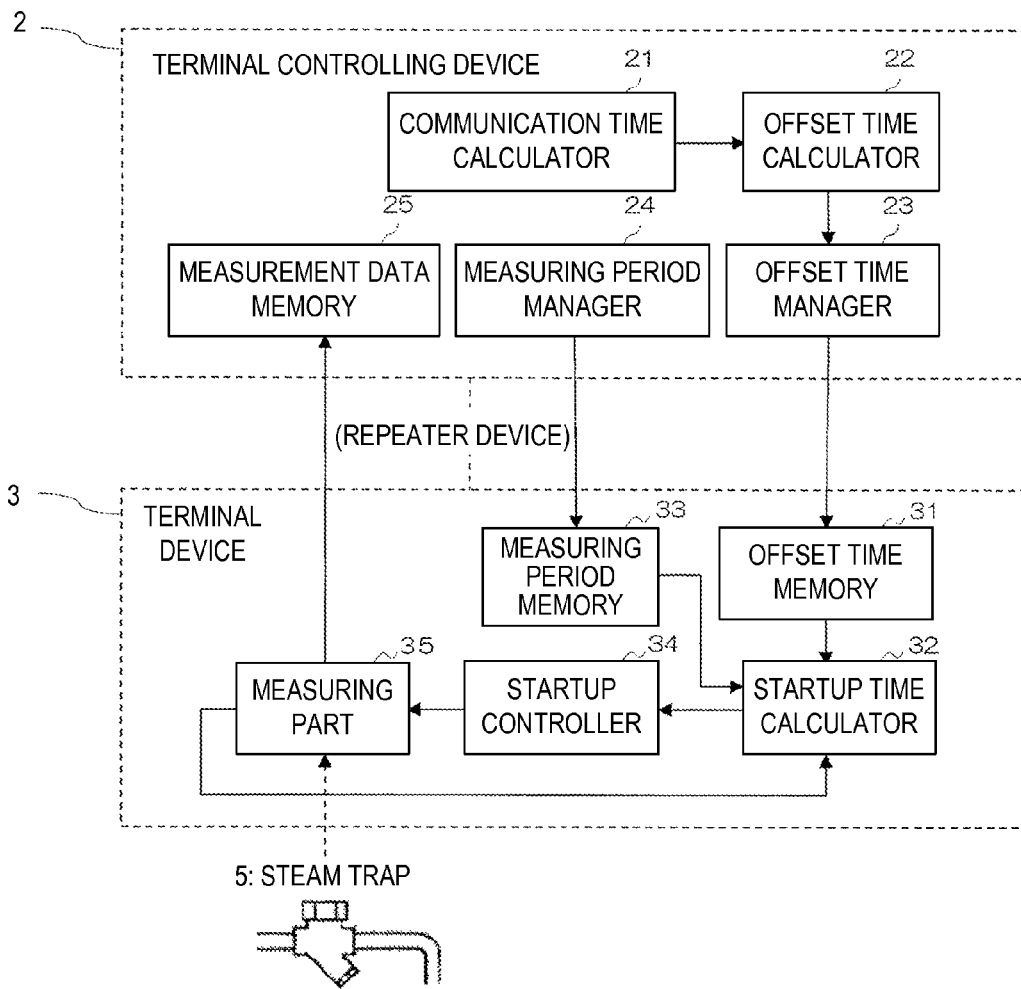 2
TERMINAL CONTROLLING DEVICE
21
COMMUNICATION TIME
CALCULATOR
22
OFFSET TIME
CALCULATOR
25
MEASUREMENT DATA
MEMORY
24
MEASURING PERIOD
MANAGER
23
OFFSET TIME
MANAGER
(REPEATER DEVICE)
3
TERMINAL
DEVICE
33
MEASURING
PERIOD
MEMORY
31
OFFSET TIME
MEMORY
35
MEASURING
PART
34
STARTUP
CONTROLLER
32
STARTUP TIME
CALCULATOR
5: STEAM TRAP